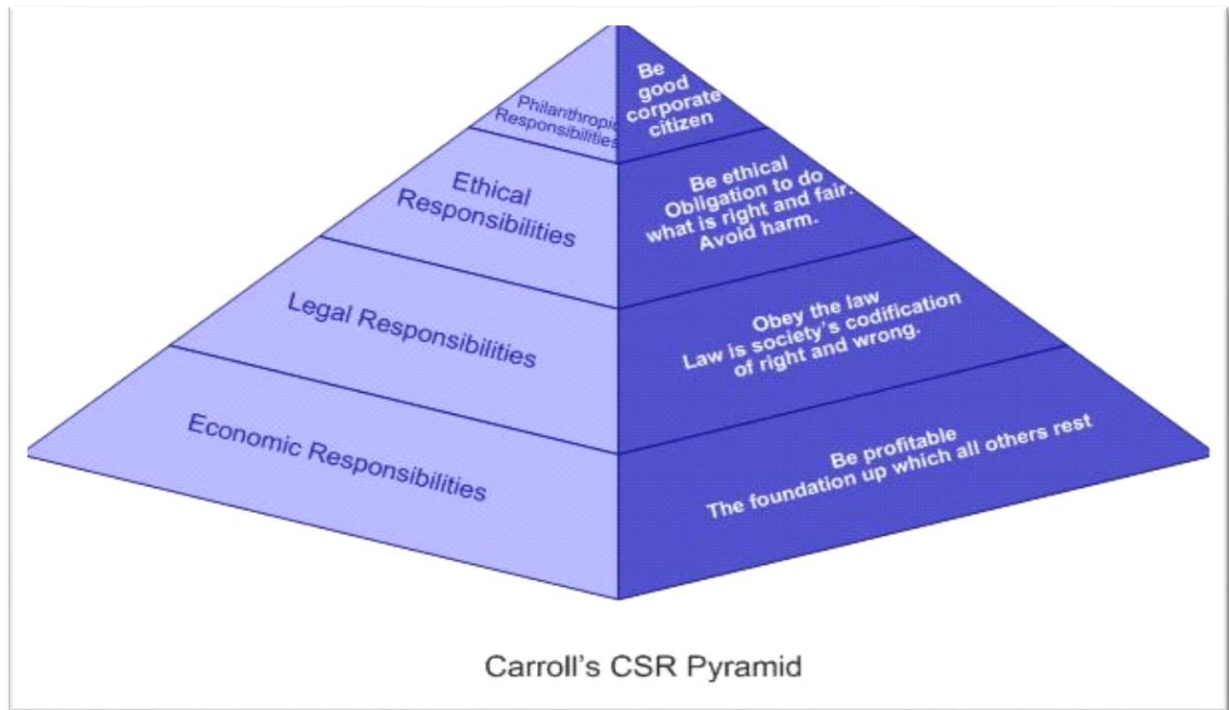 Philanthropic
Responsibilities
Be
good
corporate
citizen
Ethical
Responsibilities
Be ethical
Obligation to do
what is right and fair.
Avoid harm.
Legal Responsibilities
Obey the law
Law is society's codification
of right and wrong.
Economic Responsibilities
Be profitable
The foundation up which all others rest
Carroll's CSR Pyramid